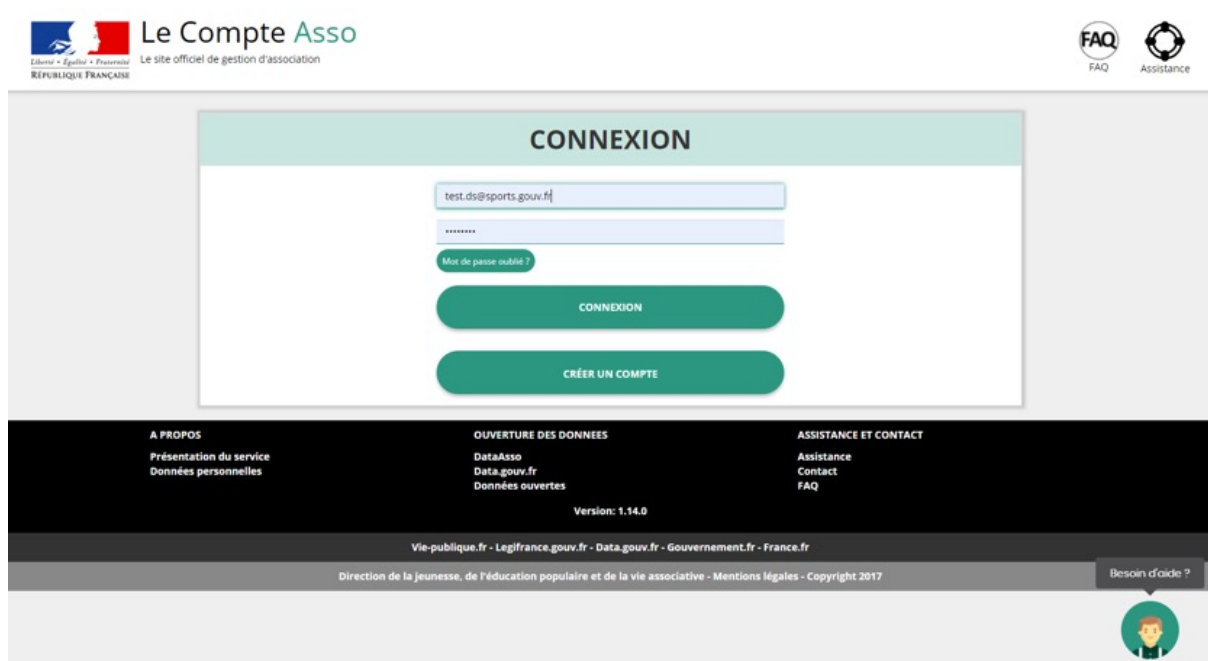 Le Compte Asso
Le site officiel de gestion d'association
Liberté • Égalité • Fraternité
RÉPUBLIQUE FRANÇAISE
FAQ
FAQ
Assistance
CONNEXION
test.ds@sports.gouv.fr
••••••••
Mot de passe oublié ?
CONNEXION
CRÉER UN COMPTE
A PROPOS
Présentation du service
Données personnelles
OUVERTURE DES DONNEES
DataAsso
Data.gouv.fr
Données ouvertes
ASSISTANCE ET CONTACT
Assistance
Contact
FAQ
Version: 1.14.0
Vie-publique.fr - Legifrance.gouv.fr - Data.gouv.fr - Gouvernement.fr - France.fr
Direction de la jeunesse, de l'éducation populaire et de la vie associative - Mentions légales - Copyright 2017
Besoin d'aide ?